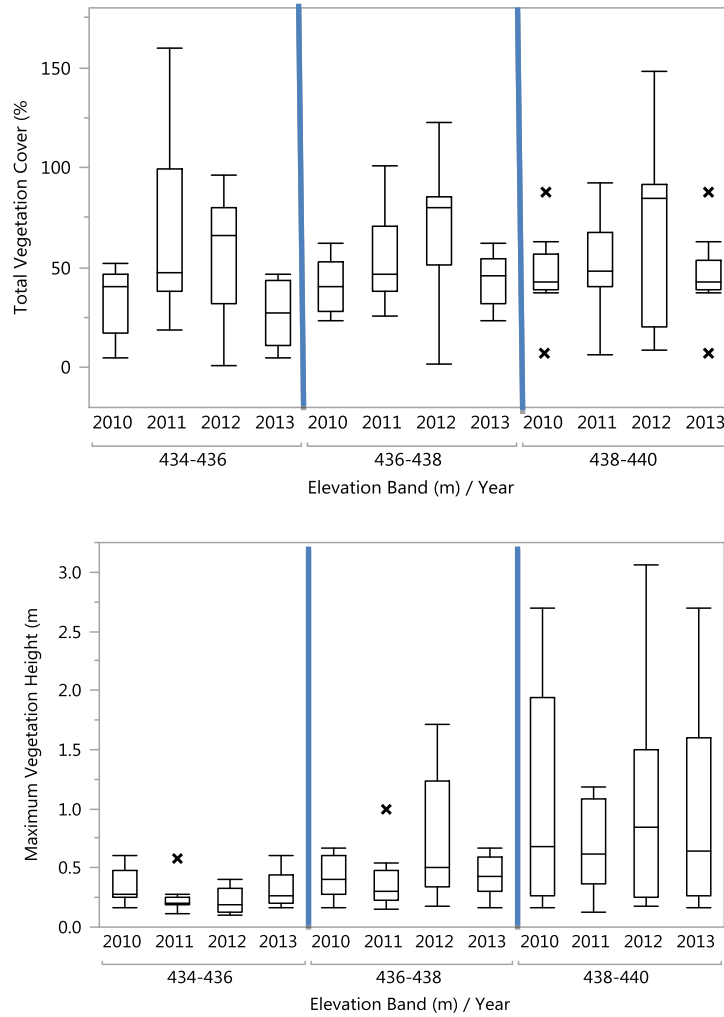 Total Vegetation Cover (%
150
100
50
0
2010 2011 2012 2013 2010 2011 2012 2013 2010 2011 2012 2013
434-436 436-438 438-440
Elevation Band (m) / Year
Maximum Vegetation Height (m
3.0
2.5
2.0
1.5
1.0
0.5
0.0
2010 2011 2012 2013 2010 2011 2012 2013 2010 2011 2012 2013
434-436 436-438 438-440
Elevation Band (m) / Year